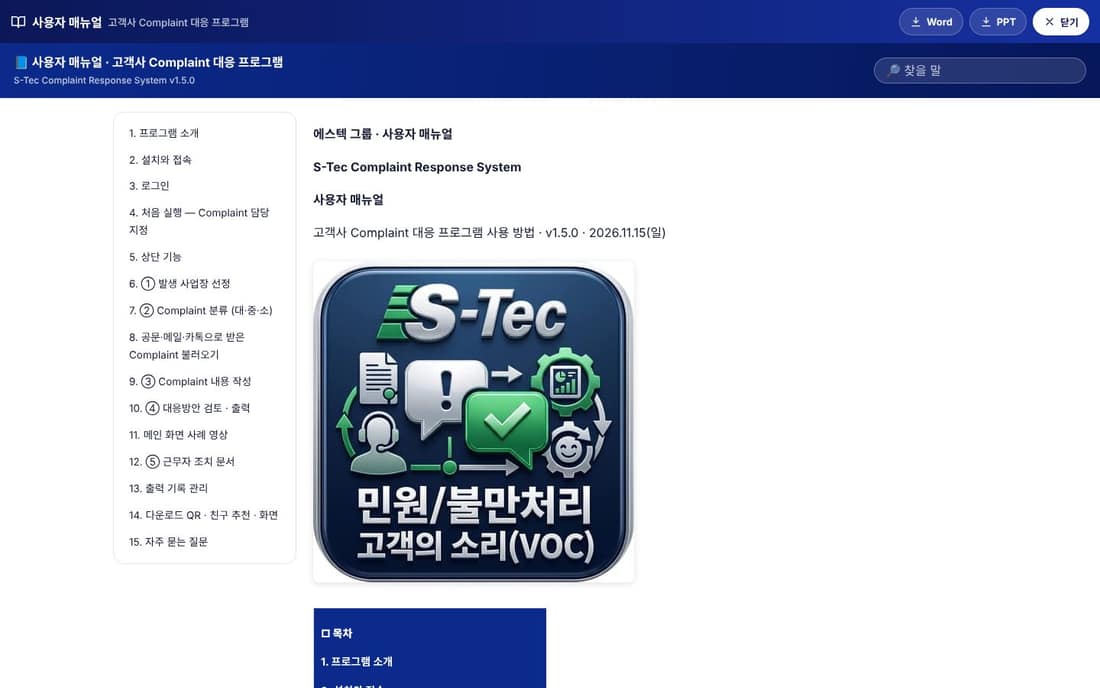 사용자 매뉴얼 고객사 Complaint 대응 프로그램
Word
PPT
닫기
사용자 매뉴얼 · 고객사 Complaint 대응 프로그램
S-Tec Complaint Response System v1.5.0
찾을 말
1. 프로그램 소개
2. 설치와 접속
3. 로그인
4. 처음 실행 — Complaint 담당
지정
5. 상단 기능
6. ① 발생 사업장 선정
7. ② Complaint 분류 (대·중·소)
8. 공문·메일·카톡으로 받은
Complaint 불러오기
9. ③ Complaint 내용 작성
10. ④ 대응방안 검토 · 출력
11. 메인 화면 사례 영상
12. ⑤ 근무자 조치 문서
13. 출력 기록 관리
14. 다운로드 QR · 친구 추천 · 화면
15. 자주 묻는 질문
에스텍 그룹 · 사용자 매뉴얼
S-Tec Complaint Response System
사용자 매뉴얼
고객사 Complaint 대응 프로그램 사용 방법 · v1.5.0 · 2026.11.15(일)
S-Tec
민원/불만처리
고객의 소리(VOC)
목차
1. 프로그램 소개